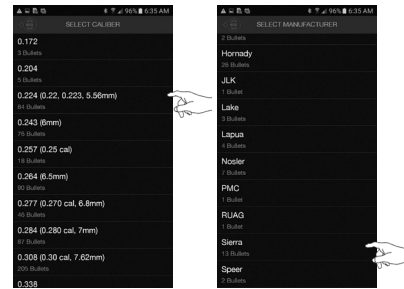 96% 6:35 AM
SELECT CALIBER
0.172
3 Bullets
0.204
5 Bullets
0.224 (0.22, 0.223, 5.56mm)
84 Bullets
0.243 (6mm)
76 Bullets
0.257 (0.25 cal)
18 Bullets
0.264 (6.5mm)
90 Bullets
0.277 (0.270 cal, 6.8mm)
46 Bullets
0.284 (0.280 cal, 7mm)
87 Bullets
0.308 (0.30 cal, 7.62mm)
205 Bullets
0.338
96% 6:35 AM
SELECT MANUFACTURER
2 Bullets
Hornady
26 Bullets
JLK
1 Bullet
Lake
3 Bullets
Lapua
4 Bullets
Nosler
7 Bullets
PMC
1 Bullet
RUAG
1 Bullet
Sierra
13 Bullets
Speer
2 Bullets